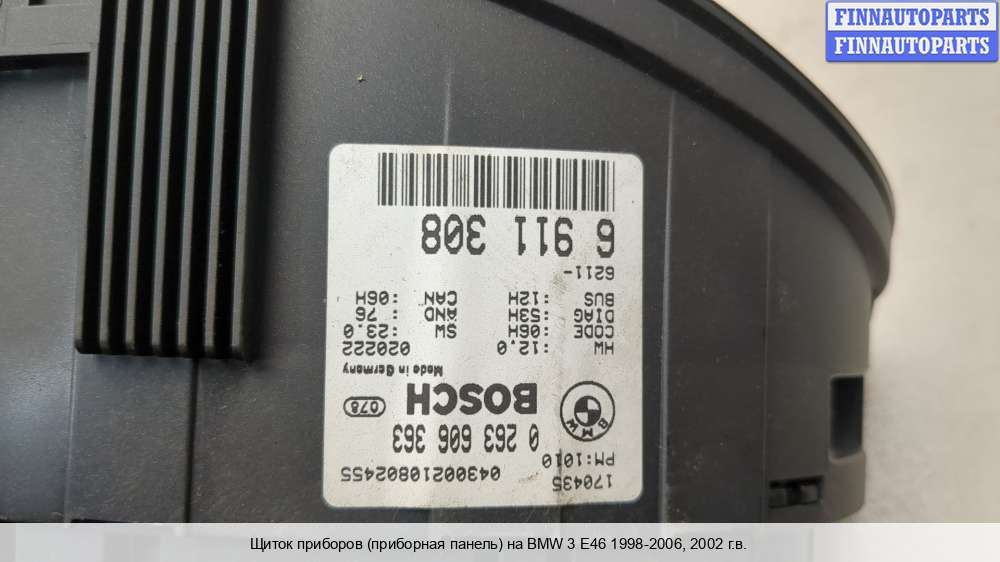 FINNAUTOPARTS
FINNAUTOPARTS
170435 04300210802455
PM:1010
0 263 606 363
BMW
BOSCH 078
Made in Germany
HW :12.0 020222
CODE :06H SW :23.0
DIAG :53H ÄND : 76
BUS :12H CAN :06H
6211-
6 911 308
Щиток приборов (приборная панель) на BMW 3 E46 1998-2006, 2002 г.в.